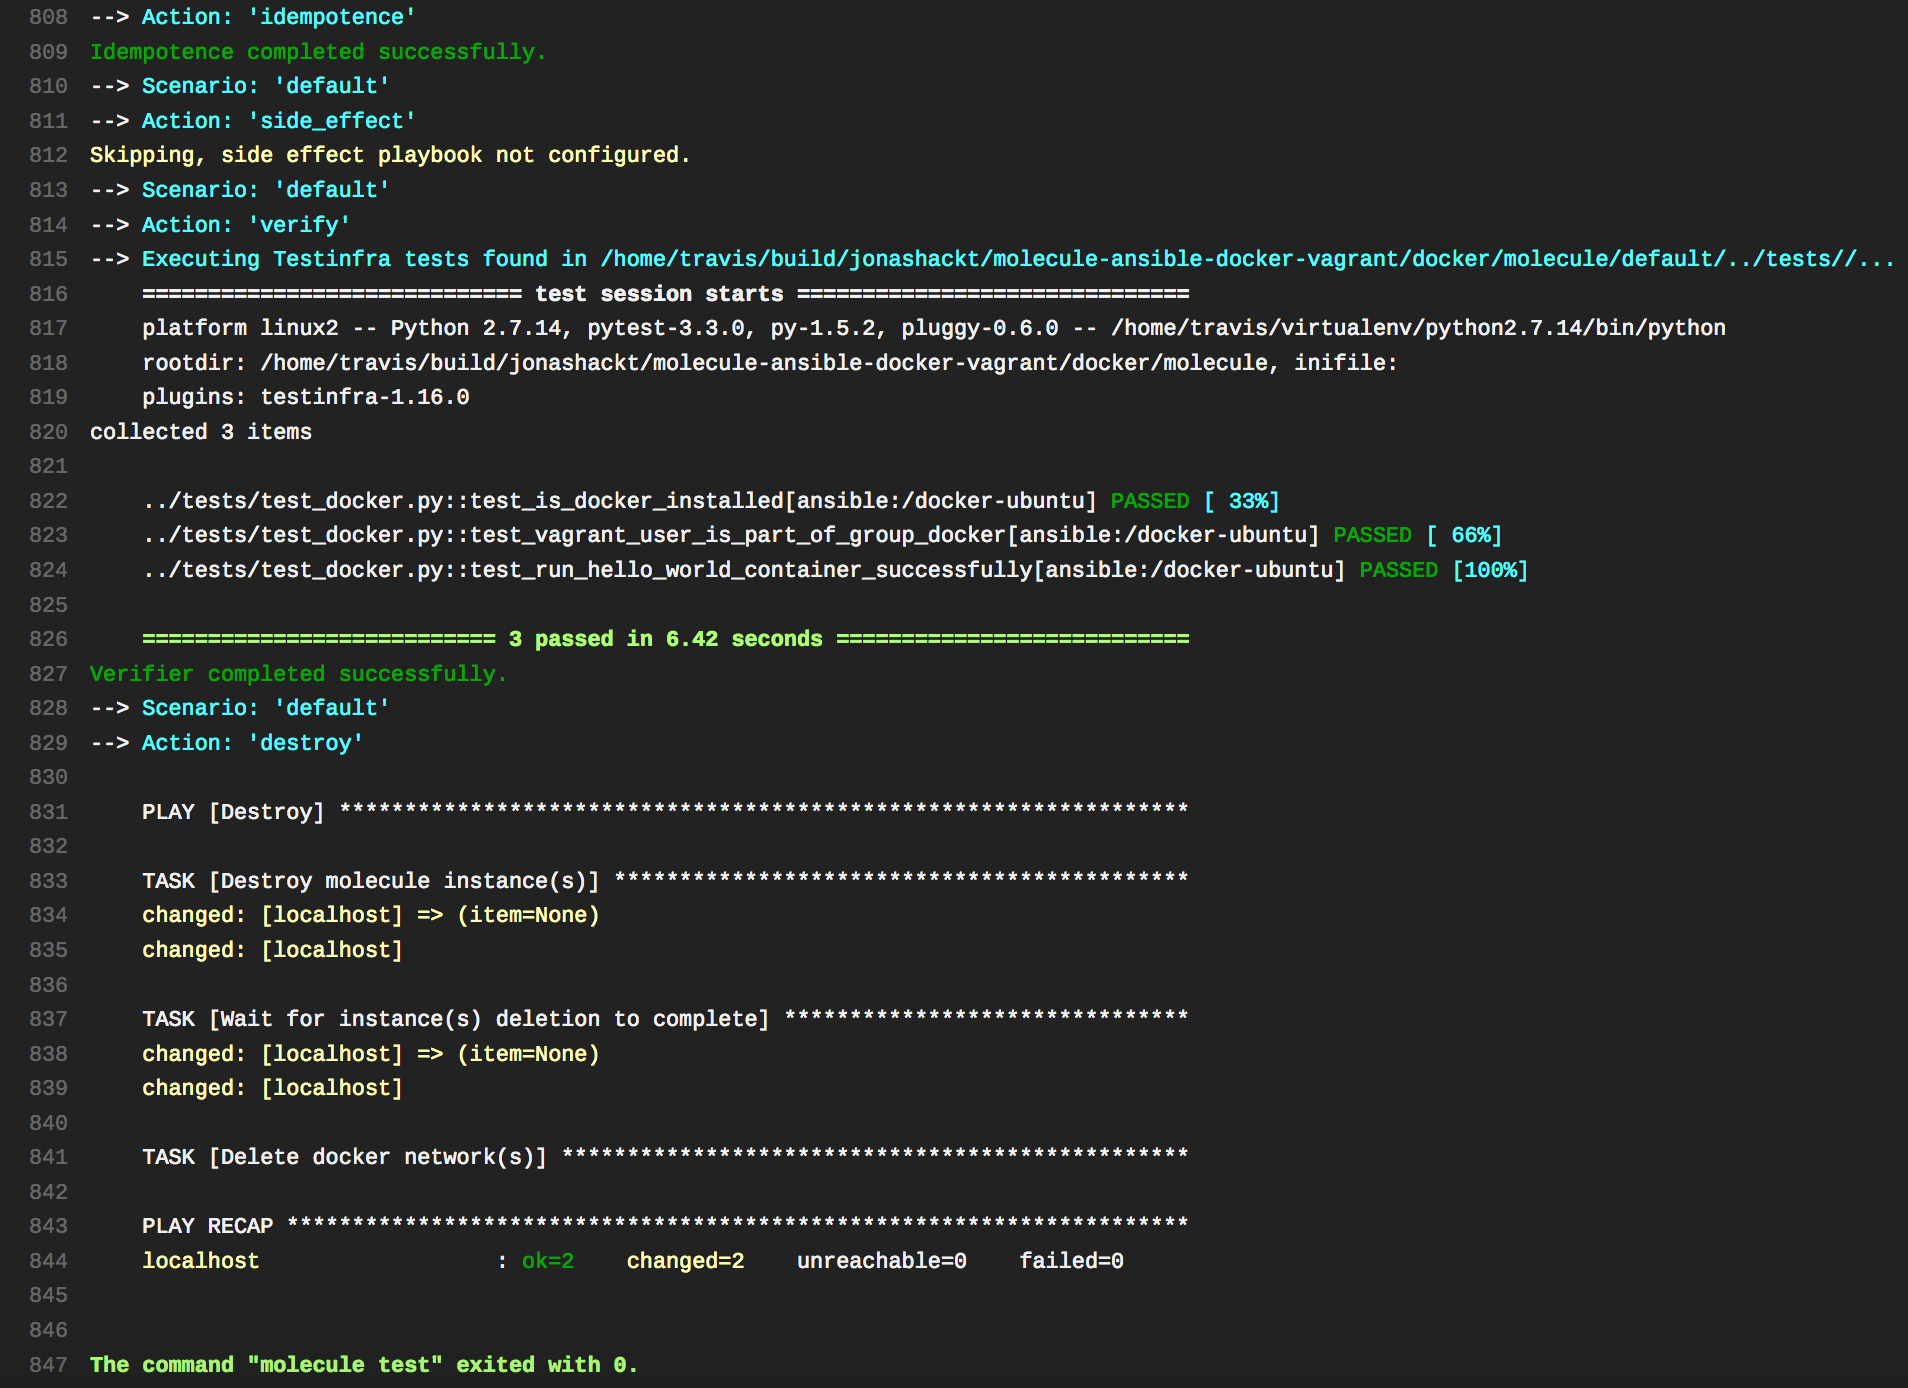 808 --> Action: 'idempotence'
809 Idempotence completed successfully.
810 --> Scenario: 'default'
811 --> Action: 'side_effect'
812 Skipping, side effect playbook not configured.
813 --> Scenario: 'default'
814 --> Action: 'verify'
815 --> Executing Testinfra tests found in /home/travis/build/jonashackt/molecule-ansible-docker-vagrant/docker/molecule/default/../tests//...
816     ============================= test session starts ==============================
817     platform linux2 -- Python 2.7.14, pytest-3.3.0, py-1.5.2, pluggy-0.6.0 -- /home/travis/virtualenv/python2.7.14/bin/python
818     rootdir: /home/travis/build/jonashackt/molecule-ansible-docker-vagrant/docker/molecule, inifile:
819     plugins: testinfra-1.16.0
820 collected 3 items
821
822     ../tests/test_docker.py::test_is_docker_installed[ansible:/docker-ubuntu] PASSED [ 33%]
823     ../tests/test_docker.py::test_vagrant_user_is_part_of_group_docker[ansible:/docker-ubuntu] PASSED [ 66%]
824     ../tests/test_docker.py::test_run_hello_world_container_successfully[ansible:/docker-ubuntu] PASSED [100%]
825
826     =========================== 3 passed in 6.42 seconds ===========================
827 Verifier completed successfully.
828 --> Scenario: 'default'
829 --> Action: 'destroy'
830
831     PLAY [Destroy] *****************************************************************
832
833     TASK [Destroy molecule instance(s)] ********************************************
834     changed: [localhost] => (item=None)
835     changed: [localhost]
836
837     TASK [Wait for instance(s) deletion to complete] *******************************
838     changed: [localhost] => (item=None)
839     changed: [localhost]
840
841     TASK [Delete docker network(s)] ************************************************
842
843     PLAY RECAP *********************************************************************
844     localhost                  : ok=2    changed=2    unreachable=0    failed=0
845
846
847 The command "molecule test" exited with 0.